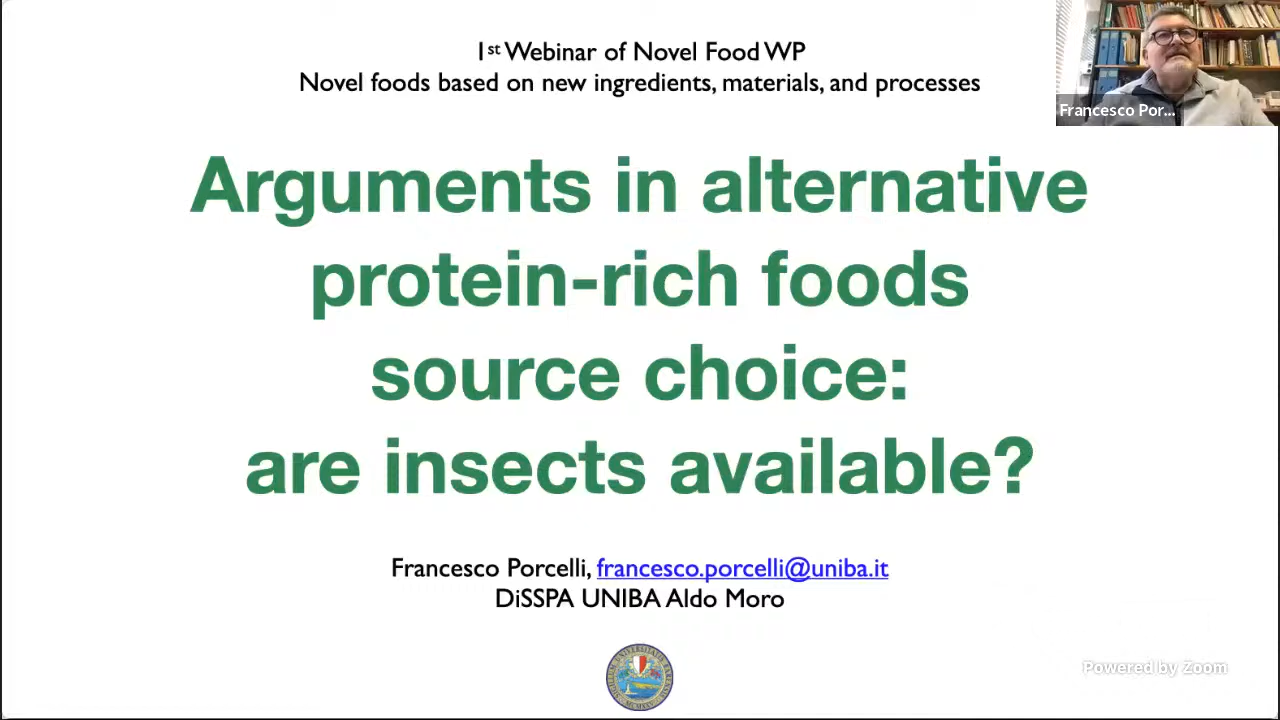 1st Webinar of Novel Food WP
Novel foods based on new ingredients, materials, and processes
Francesco Por...
Arguments in alternative
protein-rich foods
source choice:
are insects available?
Francesco Porcelli, francesco.porcelli@uniba.it
DiSSPA UNIBA Aldo Moro
Powered by Zoom